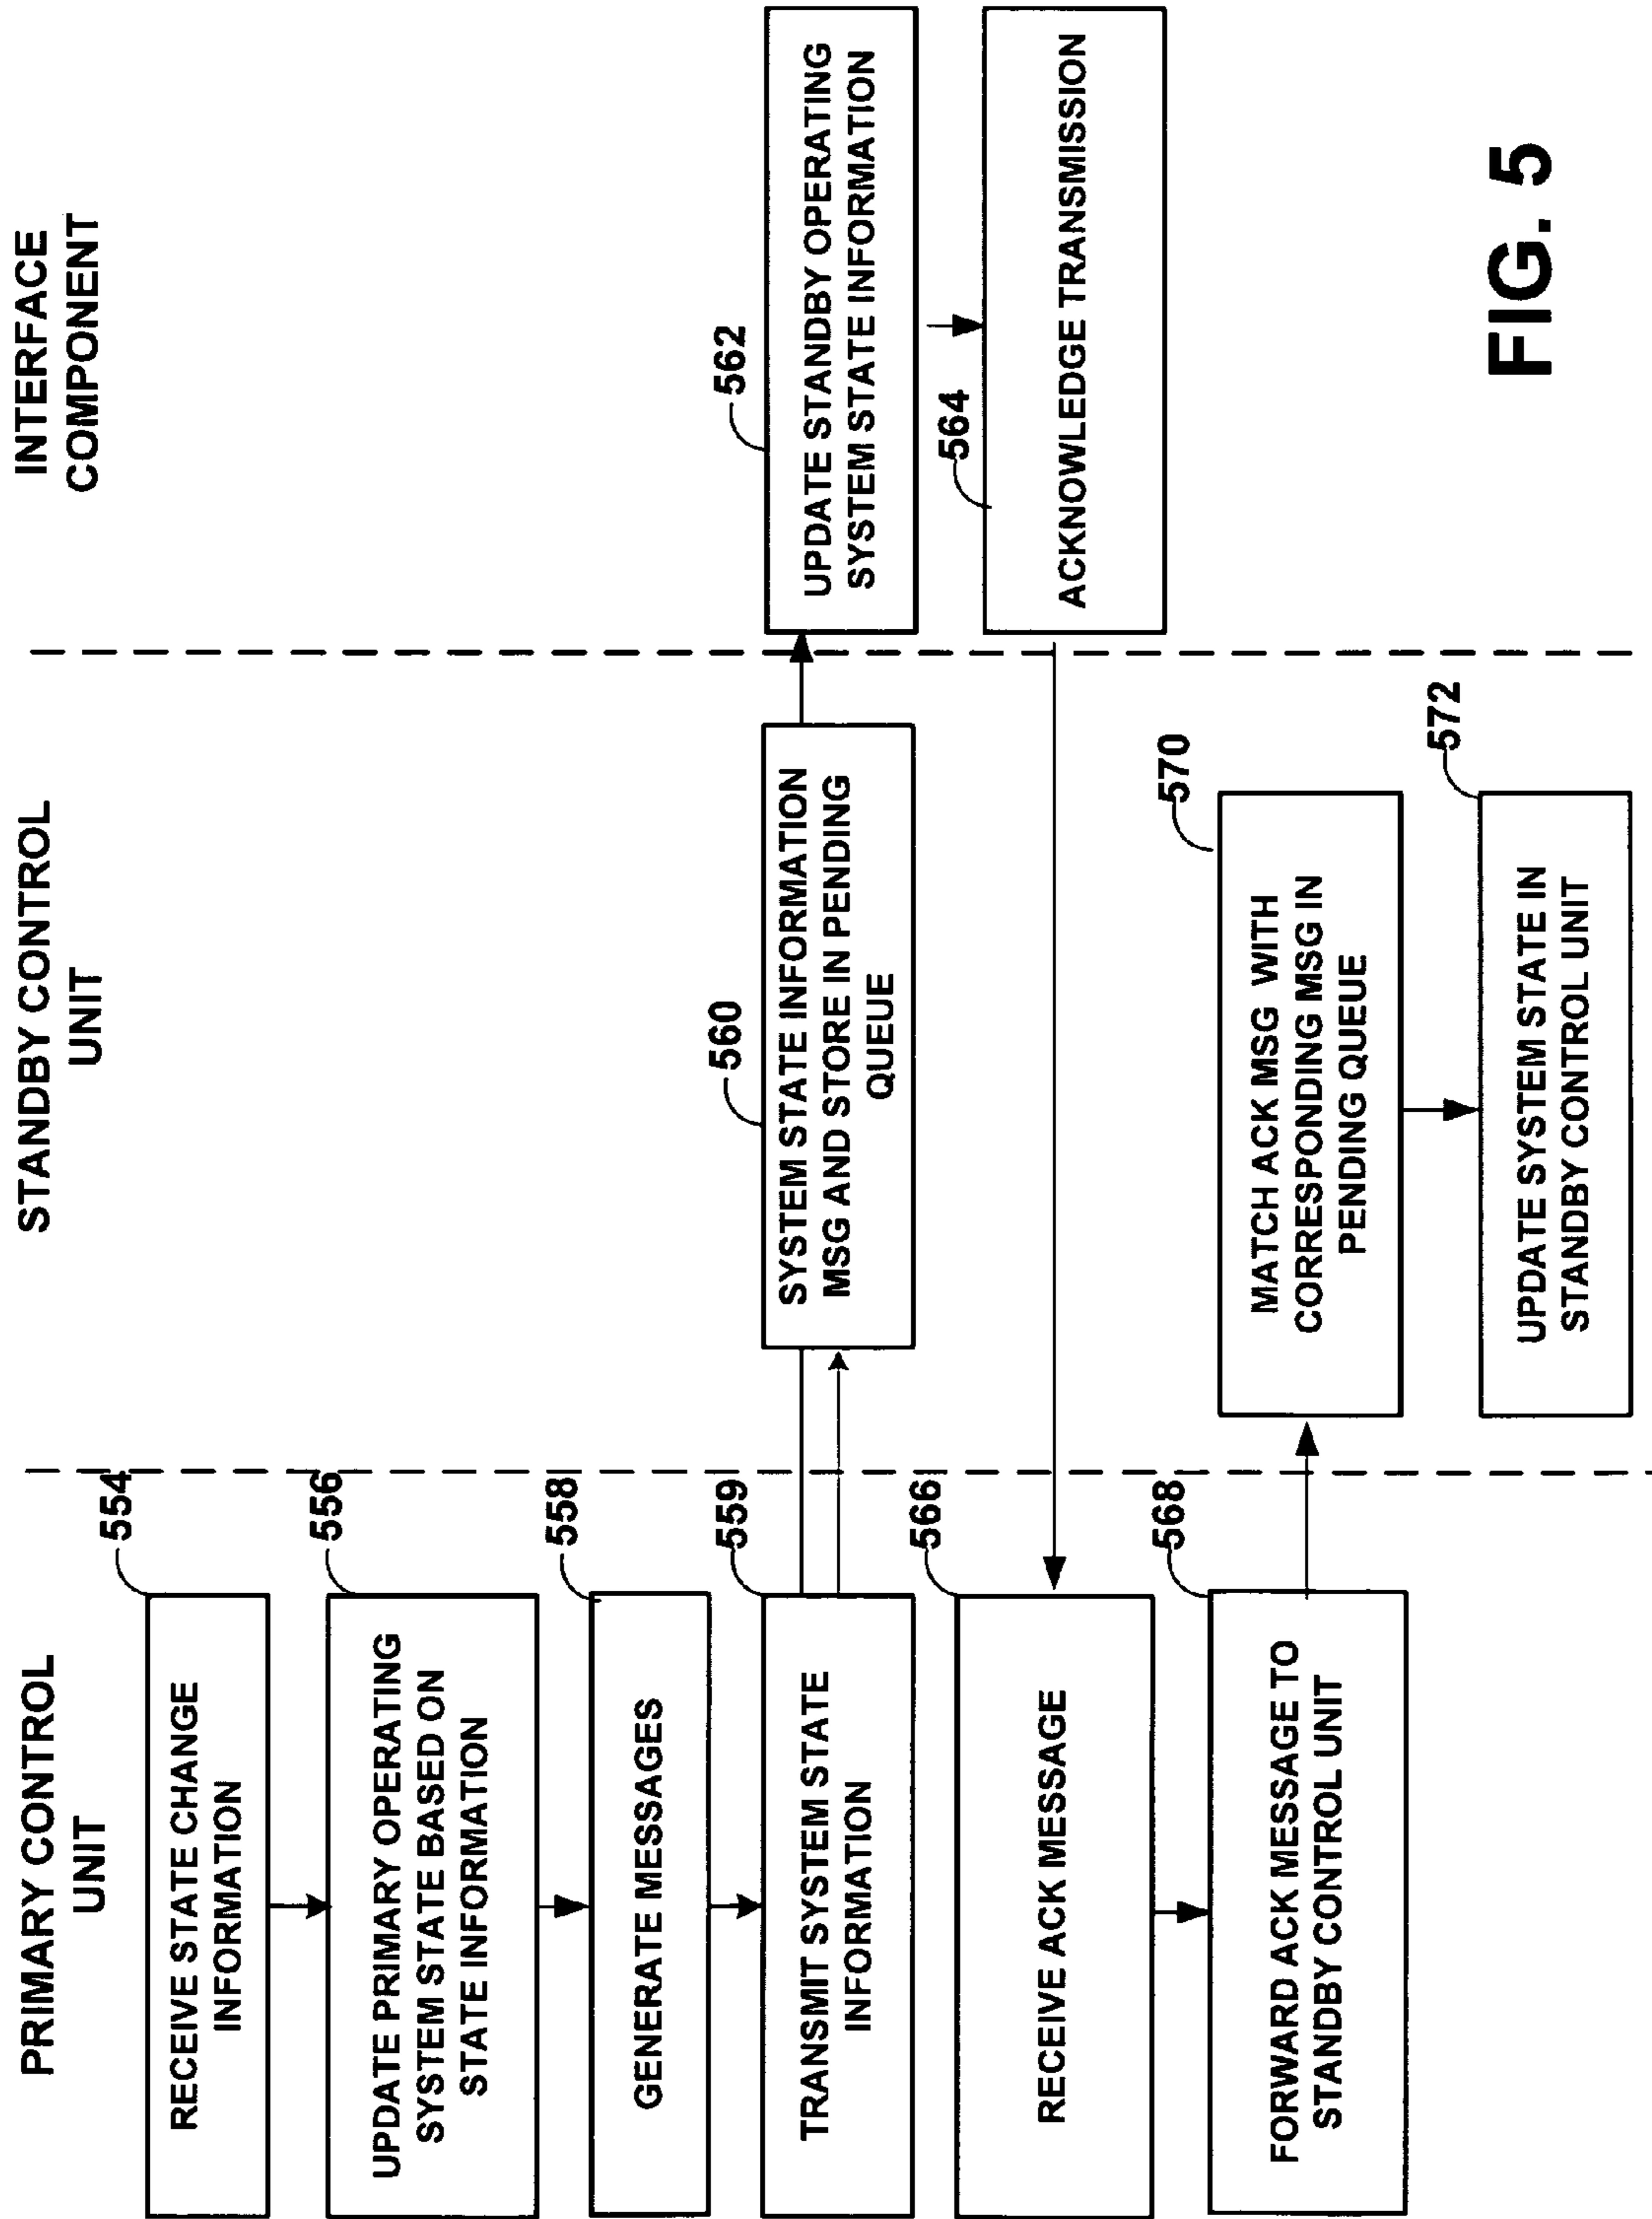 PRIMARY CONTROL
UNIT
STANDBY CONTROL
UNIT
INTERFACE
COMPONENT
554
RECEIVE STATE CHANGE
INFORMATION
556
UPDATE PRIMARY OPERATING
SYSTEM STATE BASED ON
STATE INFORMATION
558
GENERATE MESSAGES
559
TRANSMIT SYSTEM STATE
INFORMATION
560
SYSTEM STATE INFORMATION
MSG AND STORE IN PENDING
QUEUE
562
UPDATE STANDBY OPERATING
SYSTEM STATE INFORMATION
564
ACKNOWLEDGE TRANSMISSION
566
RECEIVE ACK MESSAGE
568
FORWARD ACK MESSAGE TO
STANDBY CONTROL UNIT
570
MATCH ACK MSG WITH
CORRESPONDING MSG IN
PENDING QUEUE
572
UPDATE SYSTEM STATE IN
STANDBY CONTROL UNIT
FIG. 5